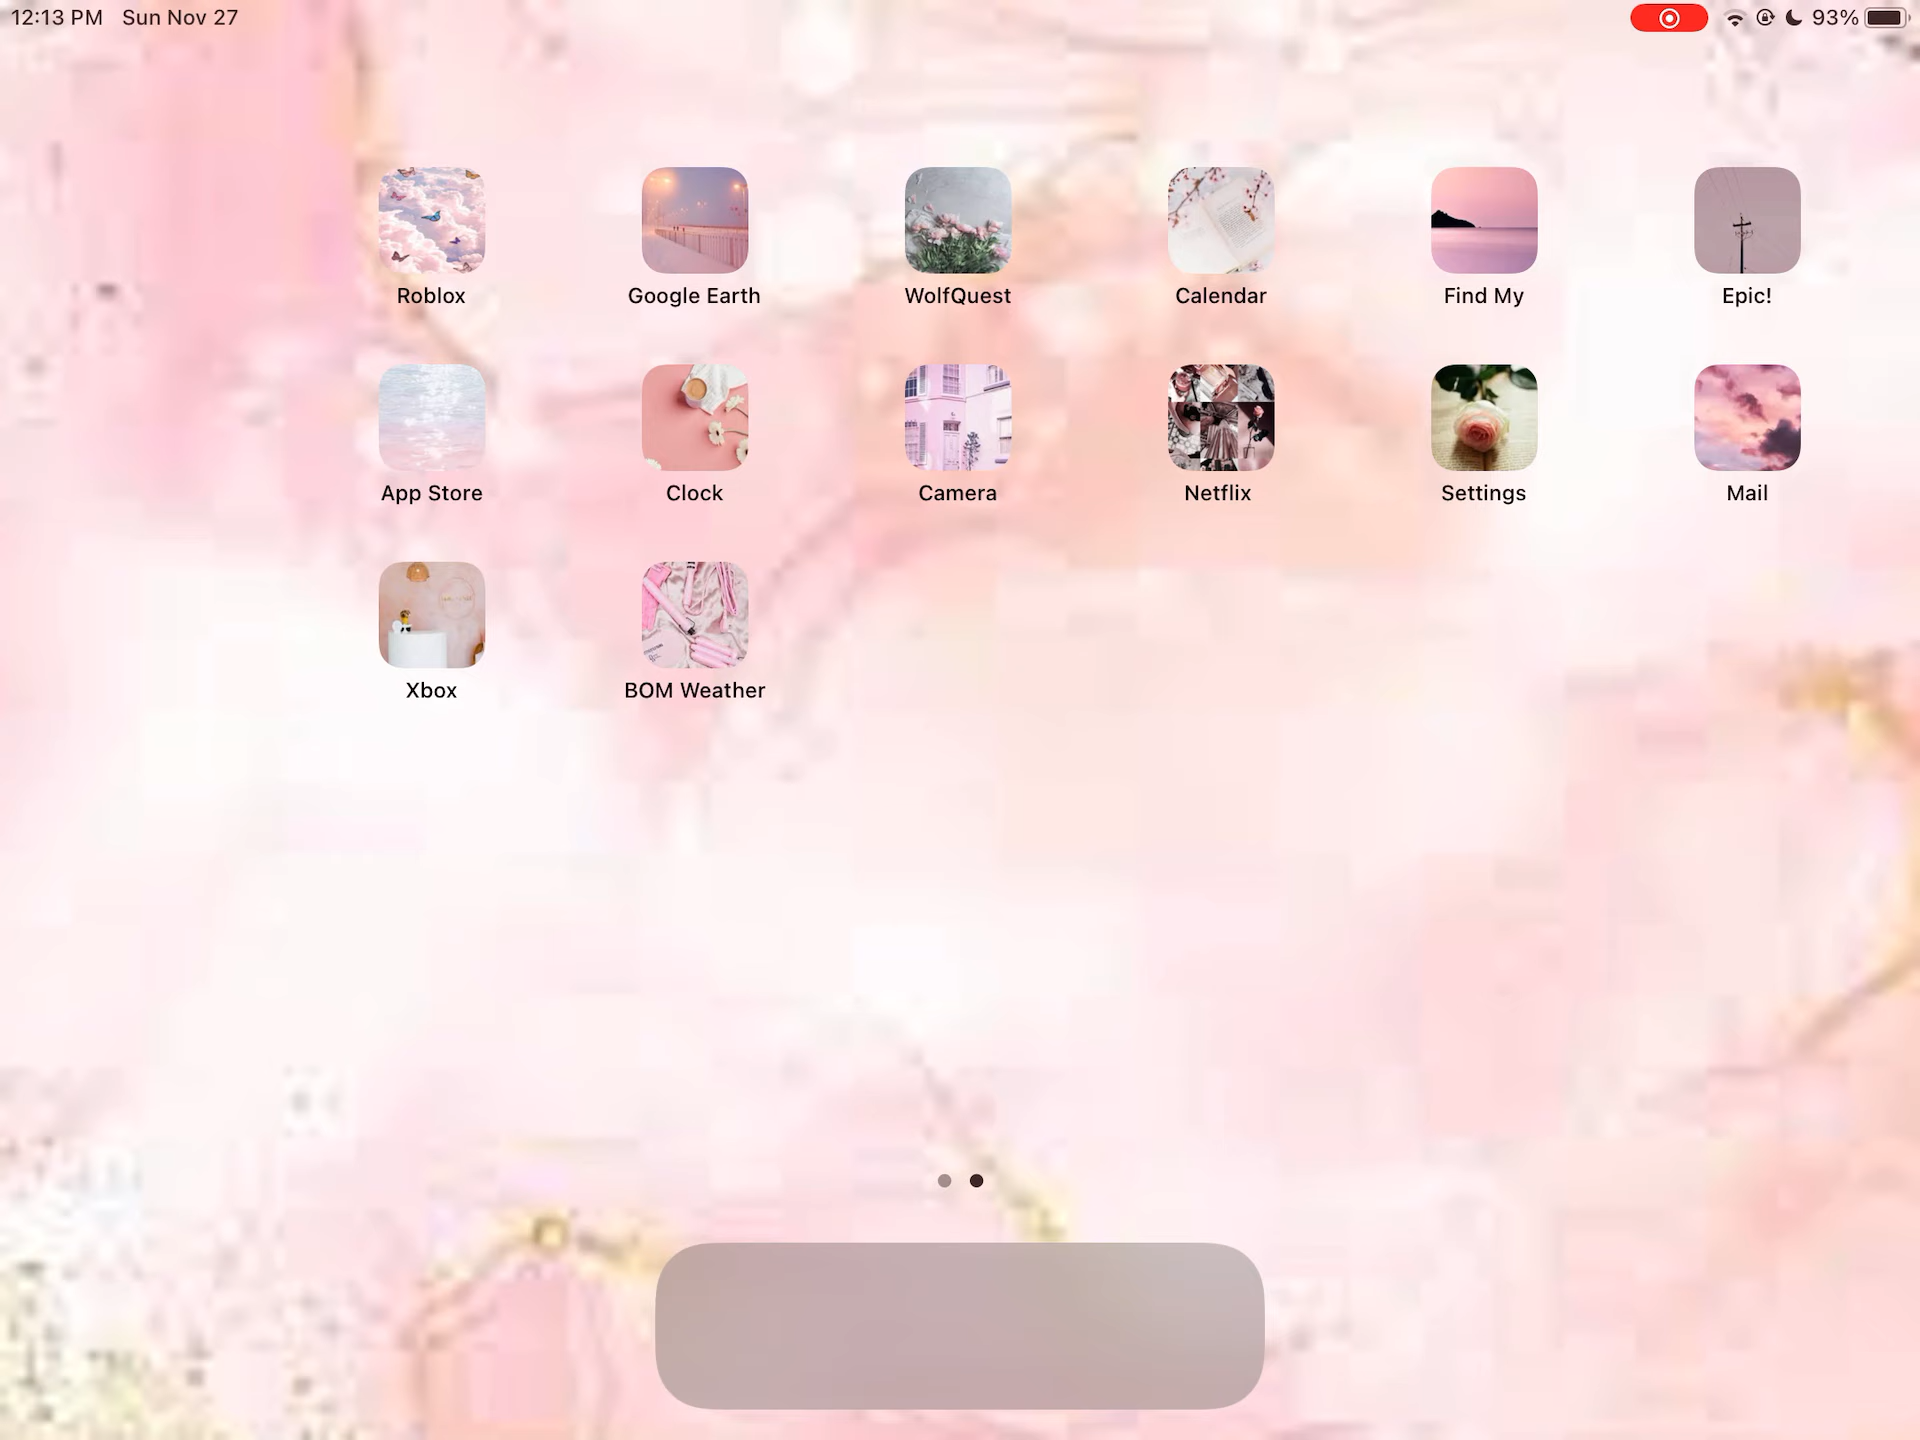 12:13 PM Sun Nov 27 93%
Roblox Google Earth WolfQuest Calendar Find My Epic!
App Store Clock Camera Netflix Settings Mail
Xbox BOM Weather